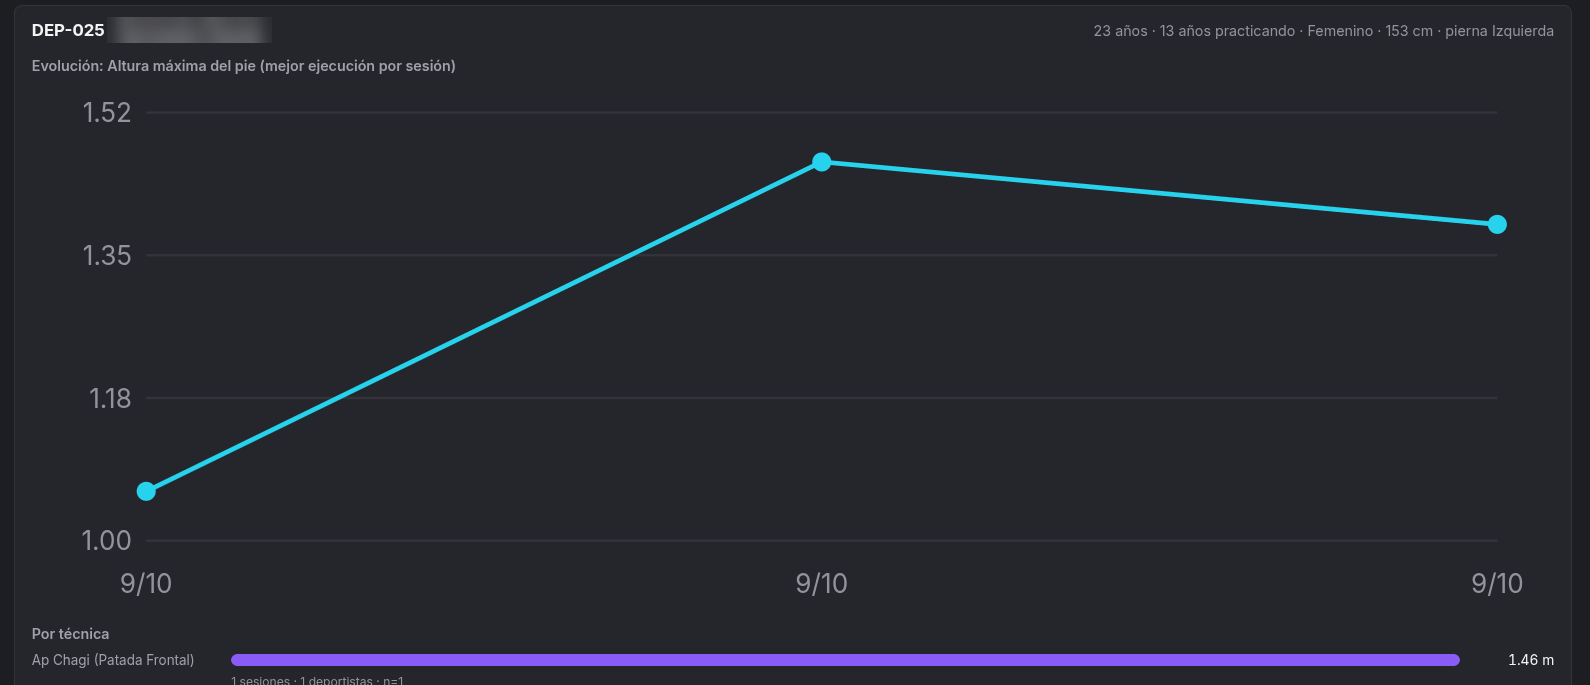 DEP-025
23 años · 13 años practicando · Femenino · 153 cm · pierna Izquierda
Evolución: Altura máxima del pie (mejor ejecución por sesión)
1.52
1.35
1.18
1.00
9/10 9/10 9/10
Por técnica
Ap Chagi (Patada Frontal) 1.46 m
1 sesiones · 1 deportistas · n=1